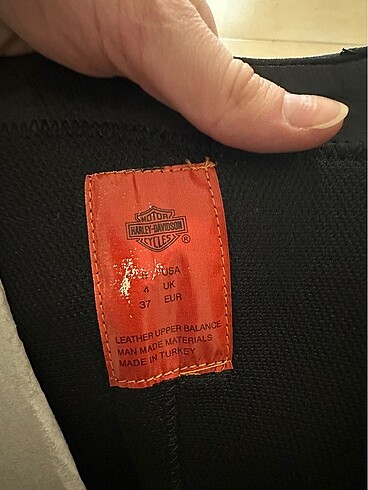 MOTOR
HARLEY-DAVIDSON
CYCLES ®
USA
4 UK
37 EUR
LEATHER UPPER BALANCE
MAN MADE MATERIALS
MADE IN TURKEY